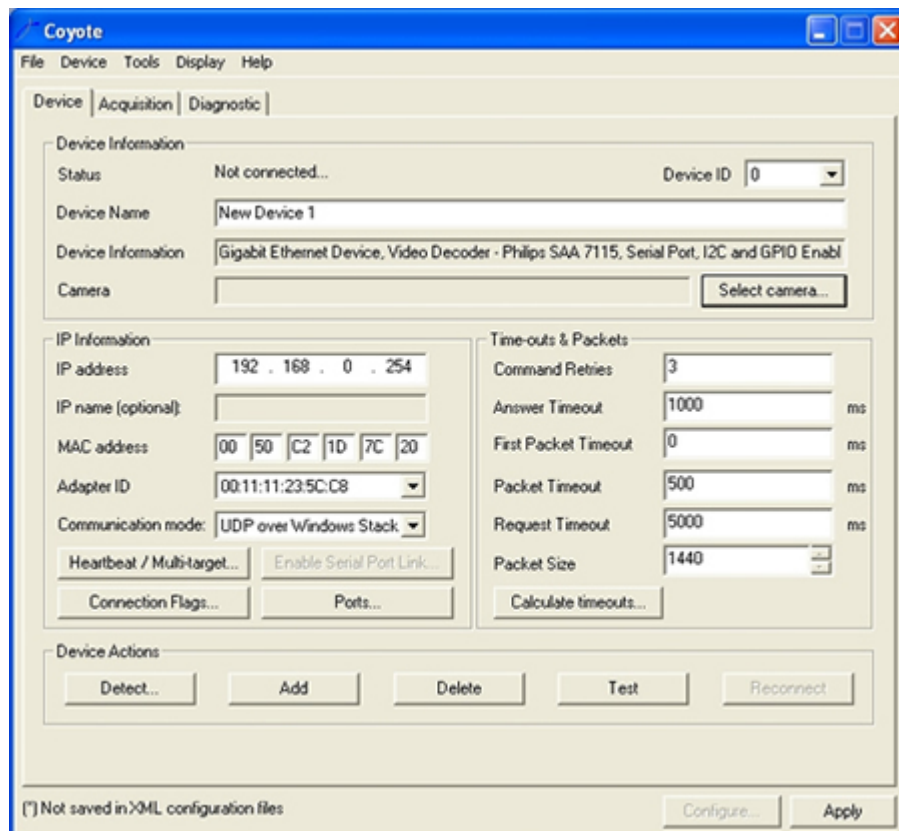 Coyote
File Device Tools Display Help
Device Acquisition Diagnostic
Device Information
Status Not connected... Device ID 0
Device Name New Device 1
Device Information Gigabit Ethernet Device, Video Decoder - Philips SAA 7115, Serial Port, I2C and GPIO Enabl
Camera Select camera...
IP Information
IP address 192 . 168 . 0 . 254
IP name (optional):
MAC address 00 50 C2 1D 7C 20
Adapter ID 00:11:11:23:5C:C8
Communication mode: UDP over Windows Stack
Heartbeat / Multi-target... Enable Serial Port Link...
Connection Flags... Ports...
Time-outs & Packets
Command Retries 3
Answer Timeout 1000 ms
First Packet Timeout 0 ms
Packet Timeout 500 ms
Request Timeout 5000 ms
Packet Size 1440
Calculate timeouts...
Device Actions
Detect... Add Delete Test Reconnect
(*) Not saved in XML configuration files Configure... Apply